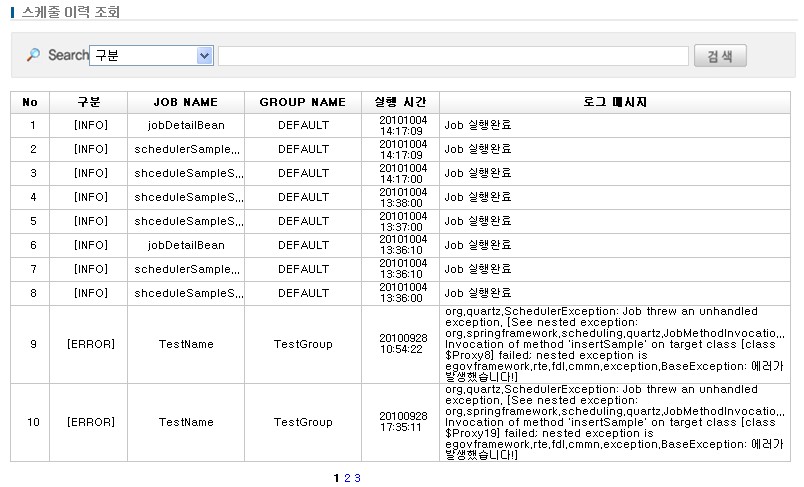 스케줄 이력 조회
Search 구분 검색
No 구분 JOB NAME GROUP NAME 실행 시간 로그 메시지
1 [INFO] jobDetailBean DEFAULT 20101004 14:17:09 Job 실행완료
2 [INFO] schedulerSample... DEFAULT 20101004 14:17:09 Job 실행완료
3 [INFO] shceduleSampleS... DEFAULT 20101004 14:17:00 Job 실행완료
4 [INFO] shceduleSampleS... DEFAULT 20101004 13:38:00 Job 실행완료
5 [INFO] shceduleSampleS... DEFAULT 20101004 13:37:00 Job 실행완료
6 [INFO] jobDetailBean DEFAULT 20101004 13:36:10 Job 실행완료
7 [INFO] schedulerSample... DEFAULT 20101004 13:36:10 Job 실행완료
8 [INFO] shceduleSampleS... DEFAULT 20101004 13:36:00 Job 실행완료
9 [ERROR] TestName TestGroup 20100928 10:54:22
org.quartz.SchedulerException: Job threw an unhandled
exception. [See nested exception:
org.springframework.scheduling.quartz.JobMethodInvocatio...
Invocation of method 'insertSample' on target class [class
$Proxy8] failed; nested exception is
egovframework.rte.fdl.cmmn.exception.BaseException: 에러가
발생했습니다!]
10 [ERROR] TestName TestGroup 20100928 17:35:11
org.quartz.SchedulerException: Job threw an unhandled
exception. [See nested exception:
org.springframework.scheduling.quartz.JobMethodInvocatio...
Invocation of method 'insertSample' on target class [class
$Proxy19] failed; nested exception is
egovframework.rte.fdl.cmmn.exception.BaseException: 에러가
발생했습니다!]
1 2 3